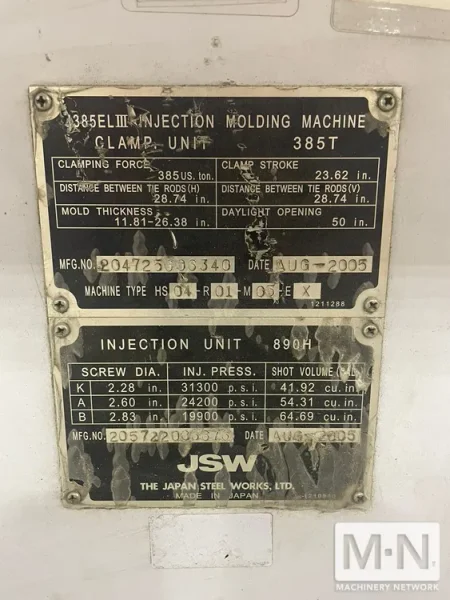 J385ELIII INJECTION MOLDING MACHINE
CLAMP UNIT 385T
CLAMPING FORCE 385 US. ton. CLAMP STROKE 23.62 in.
DISTANCE BETWEEN TIE RODS(H) 28.74 in. DISTANCE BETWEEN TIE RODS(V) 28.74 in.
MOLD THICKNESS 11.81-26.38 in. DAYLIGHT OPENING 50 in.
MFG.NO. DATE AUG-2005
MACHINE TYPE HS 04-R 01-M 03-E X
1211288
INJECTION UNIT 890H
SCREW DIA. INJ. PRESS. SHOT VOLUME
K 2.28 in. 31300 p.s.i. 41.92 cu.in.
A 2.60 in. 24200 p.s.i. 54.31 cu.in.
B 2.83 in. 19900 p.s.i. 64.69 cu.in.
MFG.NO. DATE AUG-2005
JSW
THE JAPAN STEEL WORKS, LTD.
MADE IN JAPAN
M·N.
MACHINERY NETWORK